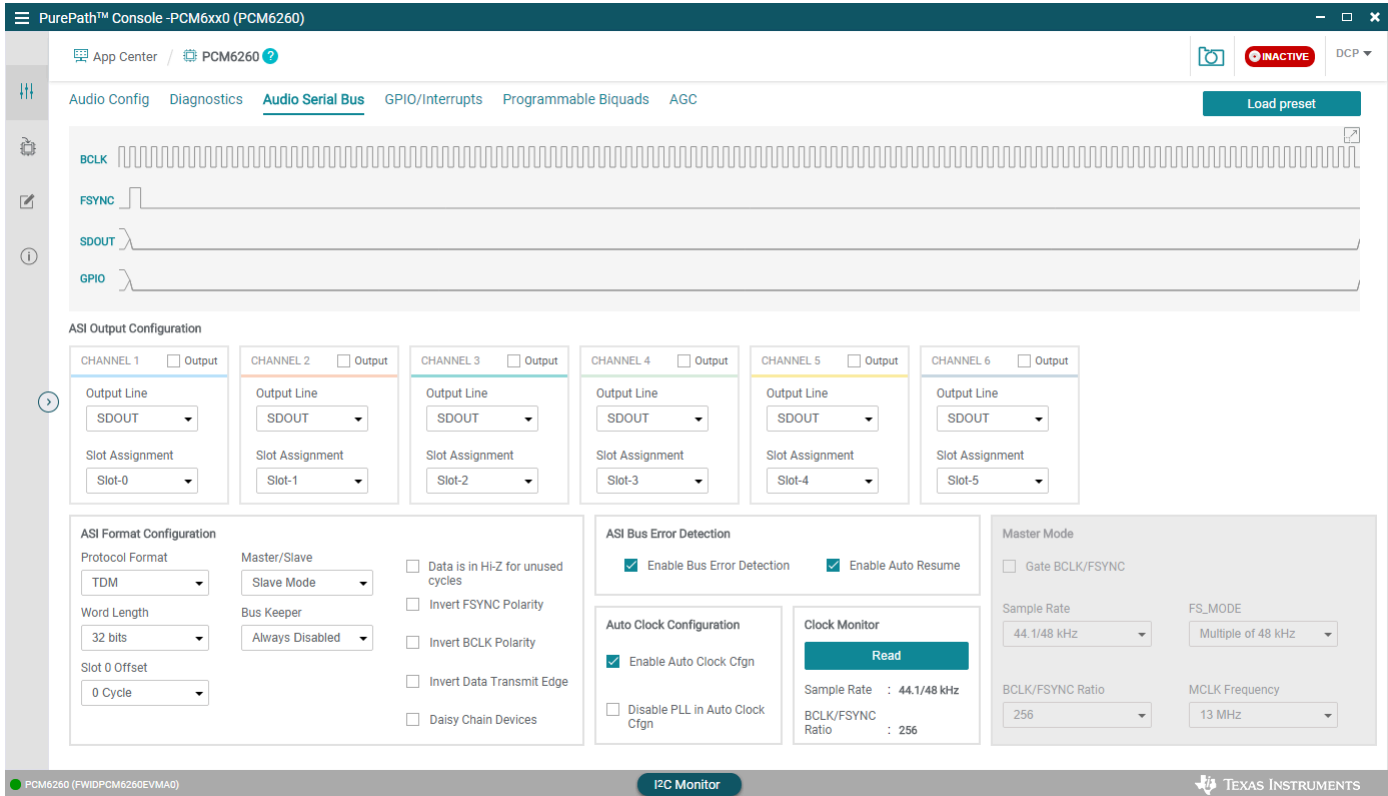 PurePath™ Console -PCM6xx0 (PCM6260)
App Center / PCM6260 ?
INACTIVE
DCP
Audio Config Diagnostics Audio Serial Bus GPIO/Interrupts Programmable Biquads AGC
Load preset
BCLK
FSYNC
SDOUT
GPIO
ASI Output Configuration
CHANNEL 1 Output CHANNEL 2 Output CHANNEL 3 Output CHANNEL 4 Output CHANNEL 5 Output CHANNEL 6 Output
Output Line Output Line Output Line Output Line Output Line Output Line
SDOUT SDOUT SDOUT SDOUT SDOUT SDOUT
Slot Assignment Slot Assignment Slot Assignment Slot Assignment Slot Assignment Slot Assignment
Slot-0 Slot-1 Slot-2 Slot-3 Slot-4 Slot-5
ASI Format Configuration
Protocol Format
TDM
Word Length
32 bits
Slot 0 Offset
0 Cycle
Master/Slave
Slave Mode
Bus Keeper
Always Disabled
Data is in Hi-Z for unused
cycles
Invert FSYNC Polarity
Invert BCLK Polarity
Invert Data Transmit Edge
Daisy Chain Devices
ASI Bus Error Detection
Enable Bus Error Detection Enable Auto Resume
Auto Clock Configuration
Enable Auto Clock Cfgn
Disable PLL in Auto Clock
Cfgn
Clock Monitor
Read
Sample Rate : 44.1/48 kHz
BCLK/FSYNC
Ratio : 256
Master Mode
Gate BCLK/FSYNC
Sample Rate FS_MODE
44.1/48 kHz Multiple of 48 kHz
BCLK/FSYNC Ratio MCLK Frequency
256 13 MHz
PCM6260 (FWIDPCM6260EVMA0)
I²C Monitor
TEXAS INSTRUMENTS